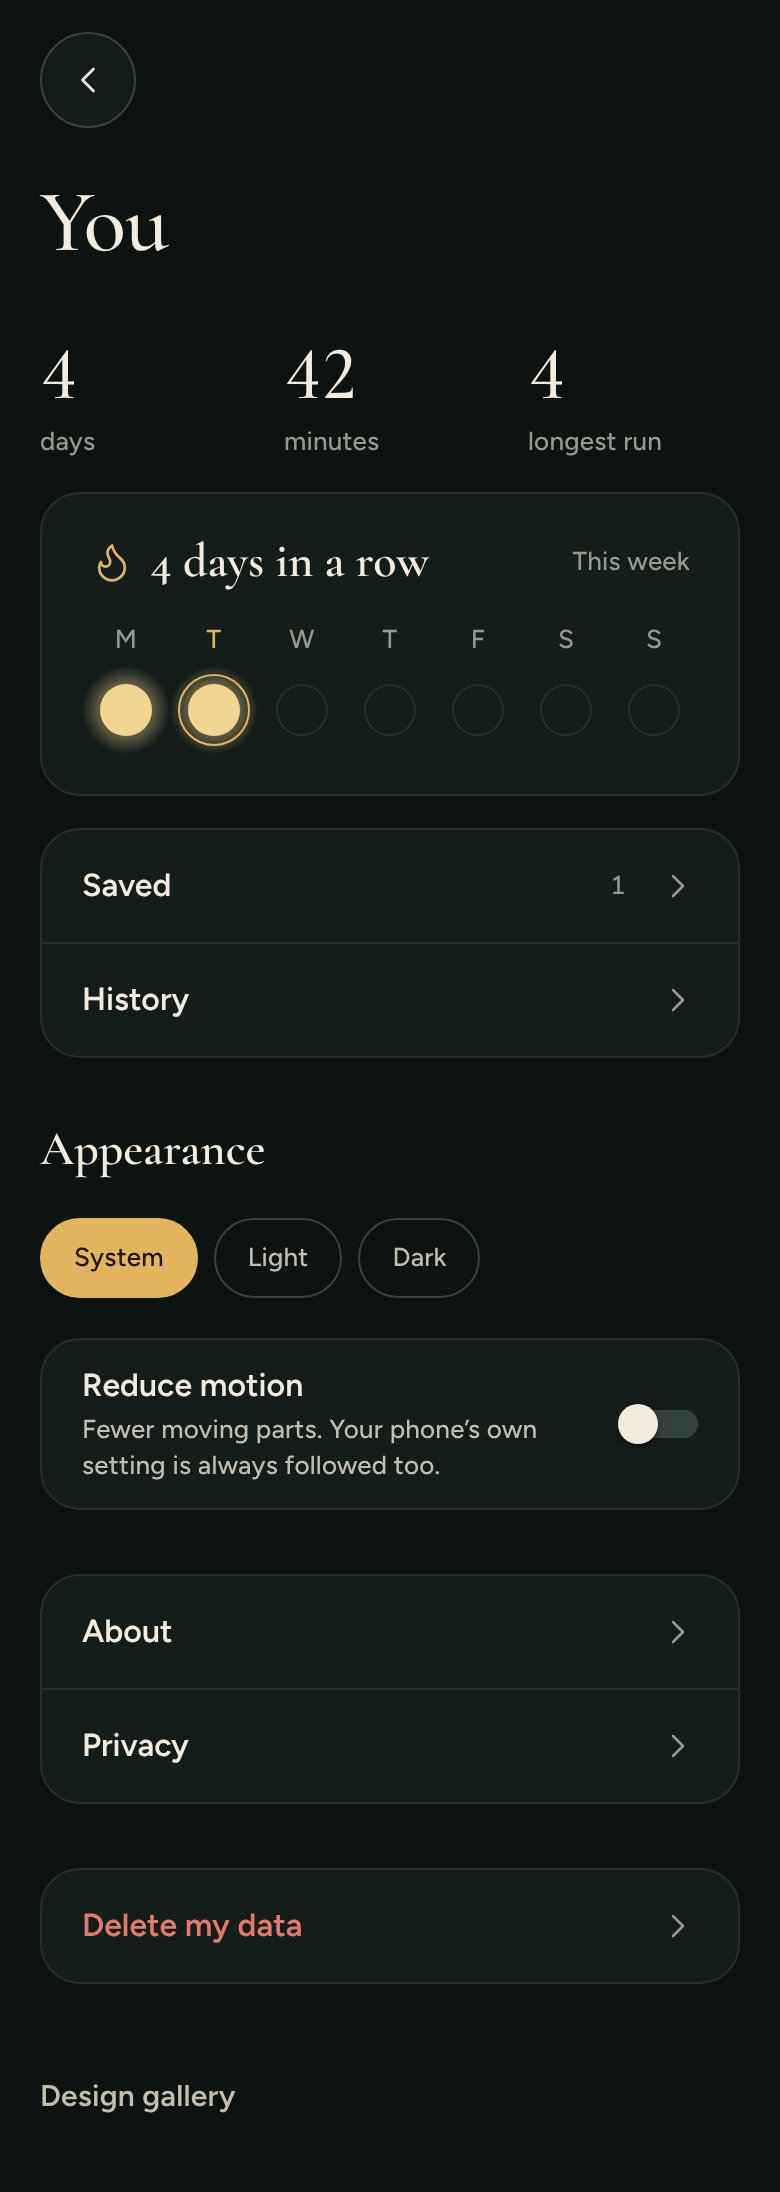 You
4 42 4
days minutes longest run
4 days in a row This week
M T W T F S S
Saved 1
History
Appearance
System Light Dark
Reduce motion
Fewer moving parts. Your phone’s own
setting is always followed too.
About
Privacy
Delete my data
Design gallery